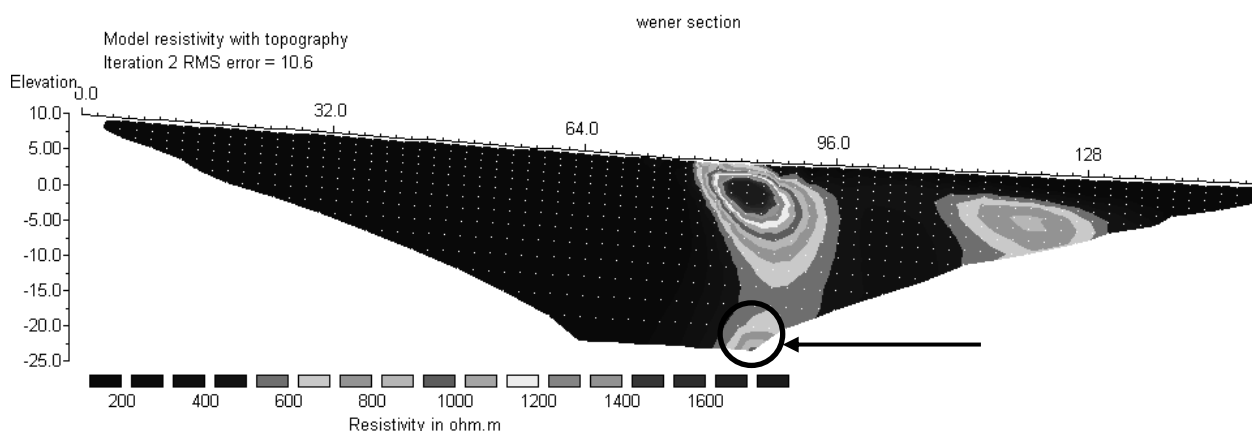 wener section
Model resistivity with topography
Iteration 2 RMS error = 10.6
Elevation
0.0
32.0
64.0
96.0
128
10.0
5.00
0.0
-5.00
-10.0
-15.0
-20.0
-25.0
200 400 600 800 1000 1200 1400 1600
Resistivity in ohm.m